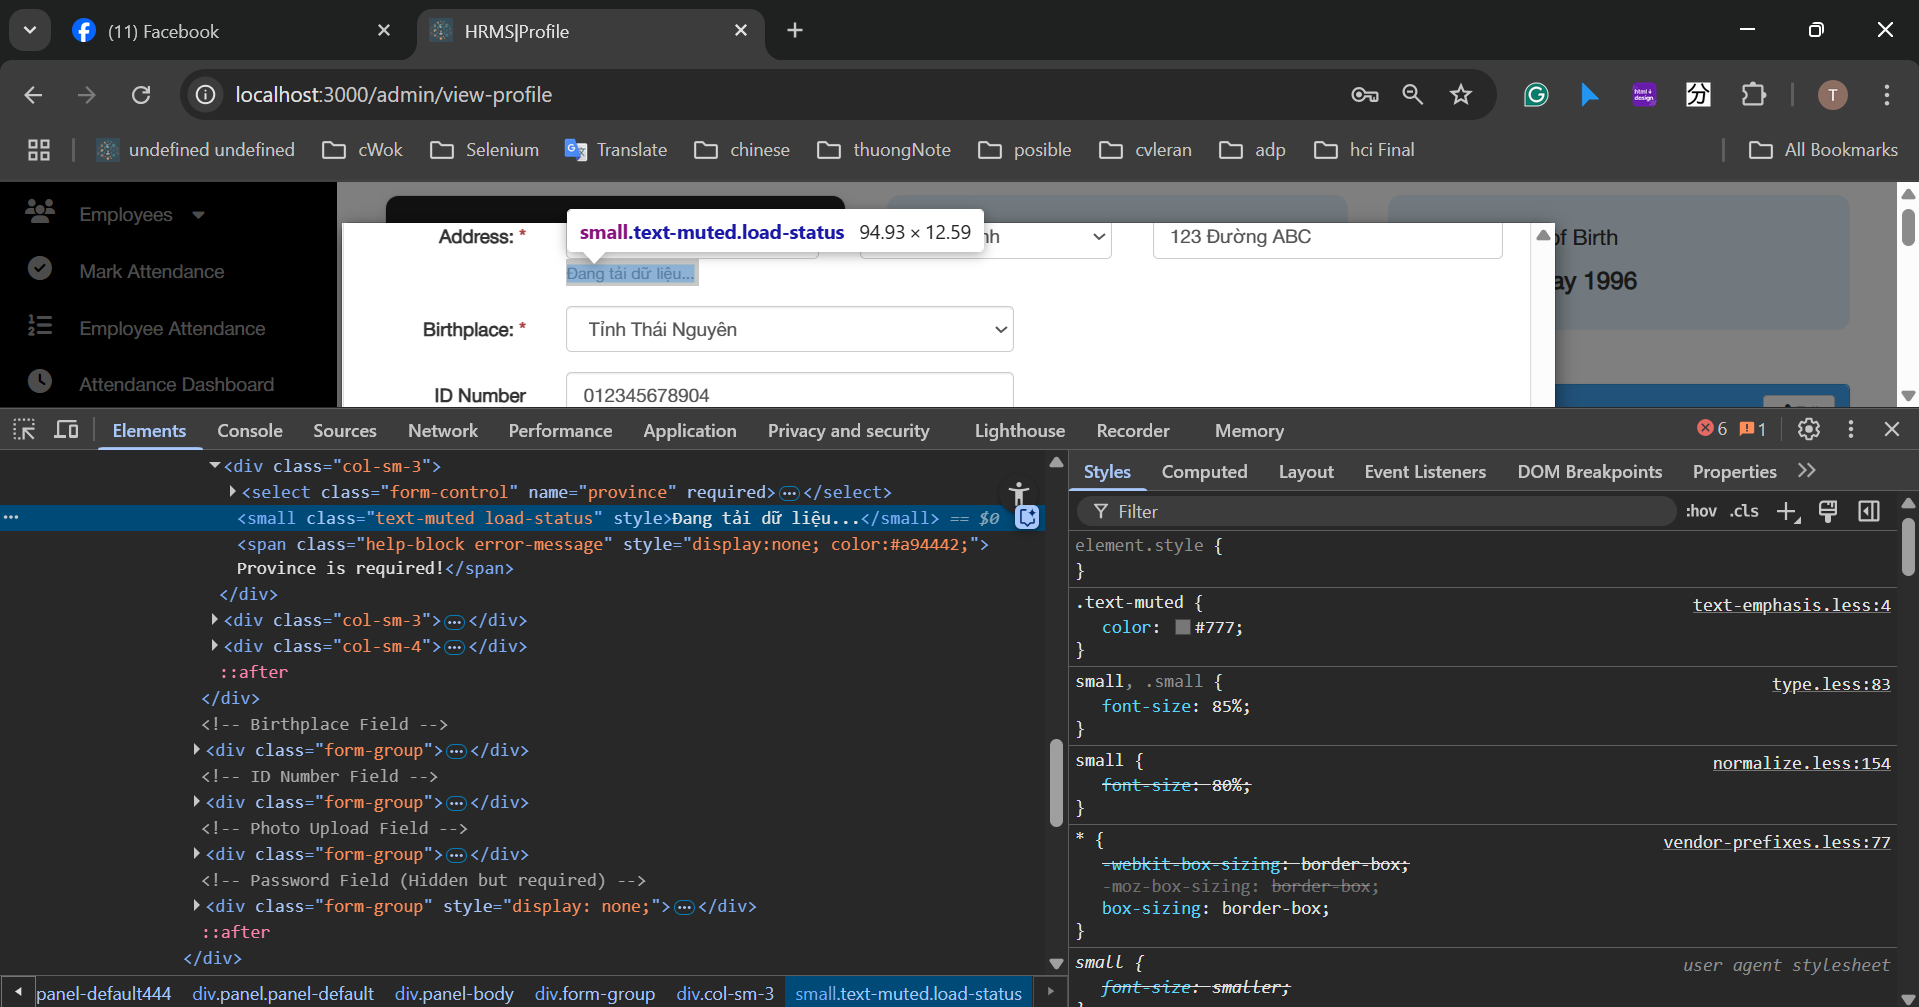 (11) Facebook
HRMS|Profile
localhost:3000/admin/view-profile
undefined undefined
cWok
Selenium
Translate
chinese
thuongNote
posible
cvleran
adp
hci Final
All Bookmarks
Employees
Mark Attendance
Employee Attendance
Attendance Dashboard
small.text-muted.load-status 94.93 × 12.59
Address: *
nh
123 Đường ABC
of Birth
ay 1996
Đang tải dữ liệu...
Birthplace: *
Tỉnh Thái Nguyên
ID Number
012345678904
Elements
Console
Sources
Network
Performance
Application
Privacy and security
Lighthouse
Recorder
Memory
6
1
<div class="col-sm-3">
<select class="form-control" name="province" required>…</select>
<small class="text-muted load-status" style>Đang tải dữ liệu...</small> == $0
<span class="help-block error-message" style="display:none; color:#a94442;">
Province is required!</span>
</div>
<div class="col-sm-3">…</div>
<div class="col-sm-4">…</div>
::after
</div>
<!-- Birthplace Field -->
<div class="form-group">…</div>
<!-- ID Number Field -->
<div class="form-group">…</div>
<!-- Photo Upload Field -->
<div class="form-group">…</div>
<!-- Password Field (Hidden but required) -->
<div class="form-group" style="display: none;">…</div>
::after
</div>
panel-default444
div.panel.panel-default
div.panel-body
div.form-group
div.col-sm-3
small.text-muted.load-status
Styles
Computed
Layout
Event Listeners
DOM Breakpoints
Properties
Filter
:hov
.cls
element.style {
}
.text-muted {
text-emphasis.less:4
color: #777;
}
small, .small {
type.less:83
font-size: 85%;
}
small {
normalize.less:154
font-size: 80%;
}
* {
vendor-prefixes.less:77
-webkit-box-sizing: border-box;
-moz-box-sizing: border-box;
box-sizing: border-box;
}
small {
user agent stylesheet
font-size: smaller;
T